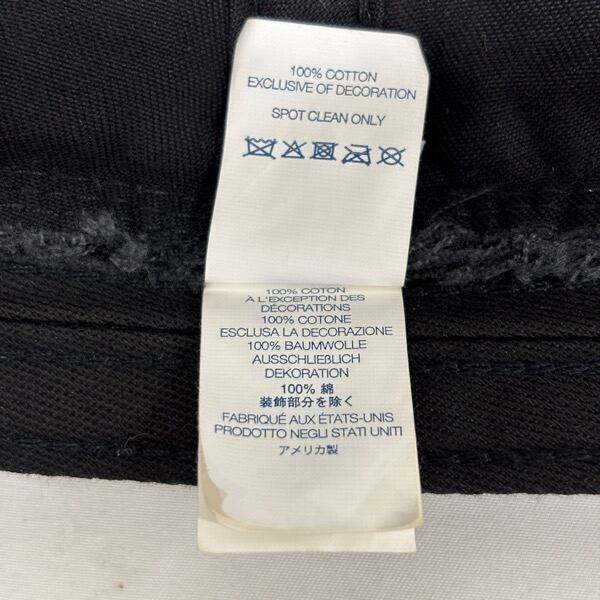 100% COTTON
EXCLUSIVE OF DECORATION
SPOT CLEAN ONLY
100% COTON
À L'EXCEPTION DES
DÉCORATIONS
100% COTONE
ESCLUSA LA DECORAZIONE
100% BAUMWOLLE
AUSSCHLIEßLICH
DEKORATION
100% 綿
装飾部分を除く
FABRIQUÉ AUX ÉTATS-UNIS
PRODOTTO NEGLI STATI UNITI
アメリカ製